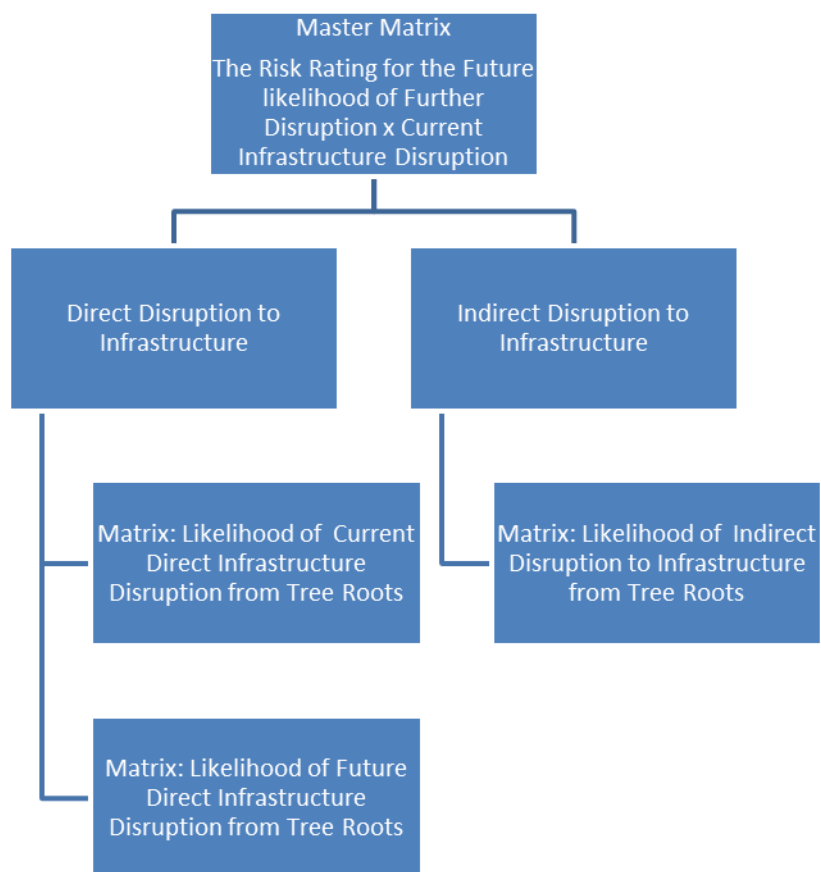 Master Matrix
The Risk Rating for the Future
likelihood of Further
Disruption x Current
Infrastructure Disruption
Direct Disruption to
Infrastructure
Indirect Disruption to
Infrastructure
Matrix: Likelihood of Current
Direct Infrastructure
Disruption from Tree Roots
Matrix: Likelihood of Indirect
Disruption to Infrastructure
from Tree Roots
Matrix: Likelihood of Future
Direct Infrastructure
Disruption from Tree Roots